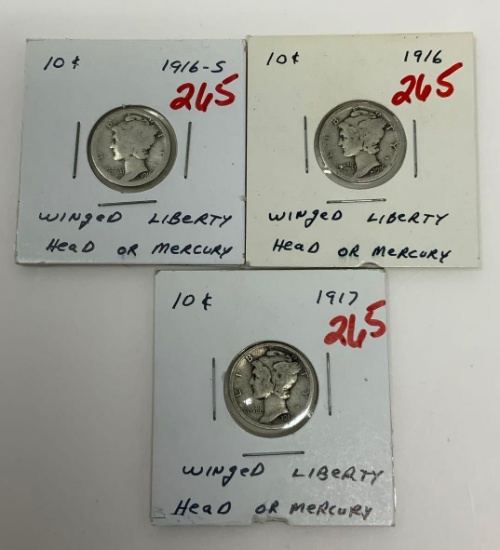 10¢ 1916-S
265
WINGED LIBERTY
HEAD OR MERCURY
10¢ 1916
265
WINGED LIBERTY
HEAD OR MERCURY
10¢ 1917
265
WINGED LIBERTY
HEAD OR MERCURY